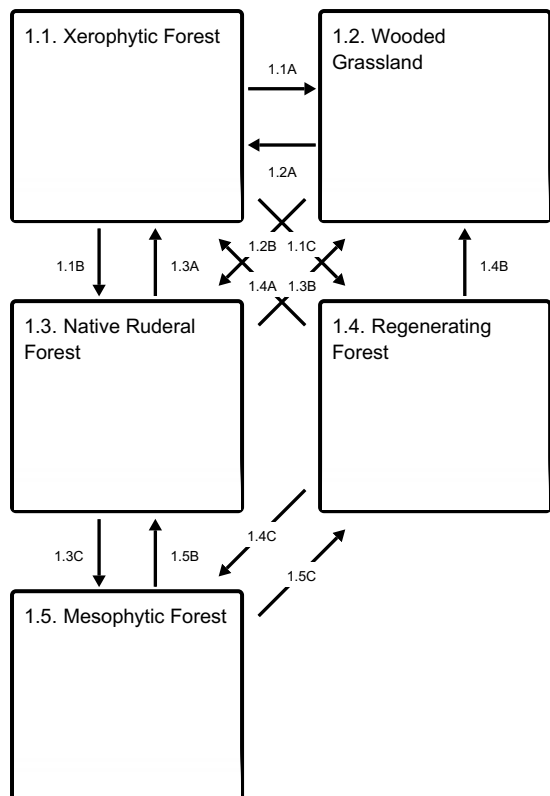 1.1. Xerophytic Forest
1.2. Wooded
Grassland
1.1A
1.2A
1.2B
1.1C
1.1B
1.3A
1.4A
1.3B
1.4B
1.3. Native Ruderal
Forest
1.4. Regenerating
Forest
1.4C
1.3C
1.5B
1.5C
1.5. Mesophytic Forest